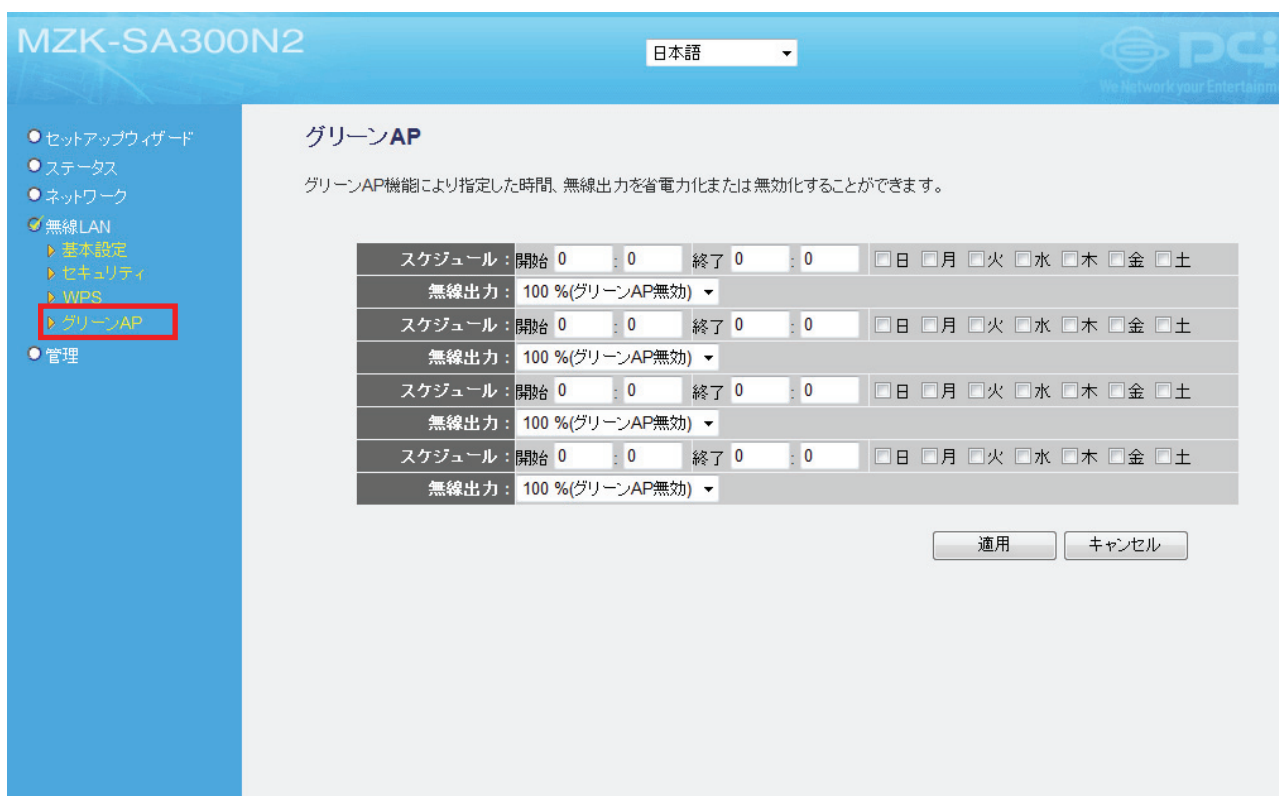 MZK-SA300N2
日本語
PCi
We Network your Entertainm
セットアップウィザード
ステータス
ネットワーク
無線LAN
基本設定
セキュリティ
WPS
グリーンAP
管理
グリーンAP
グリーンAP機能により指定した時間、無線出力を省電力化または無効化することができます。
スケジュール : 開始 0 : 0 終了 0 : 0 日 月 火 水 木 金 土
無線出力 : 100 %(グリーンAP無効)
スケジュール : 開始 0 : 0 終了 0 : 0 日 月 火 水 木 金 土
無線出力 : 100 %(グリーンAP無効)
スケジュール : 開始 0 : 0 終了 0 : 0 日 月 火 水 木 金 土
無線出力 : 100 %(グリーンAP無効)
スケジュール : 開始 0 : 0 終了 0 : 0 日 月 火 水 木 金 土
無線出力 : 100 %(グリーンAP無効)
適用 キャンセル